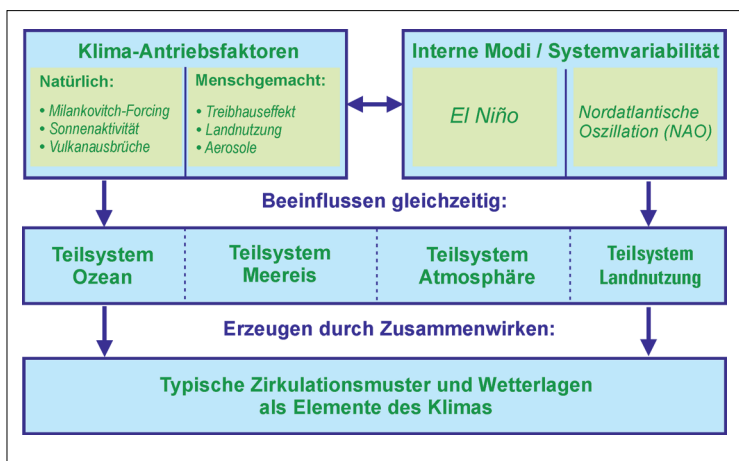 Klima-Antriebsfaktoren
Natürlich:
• Milankovitch-Forcing
• Sonnenaktivität
• Vulkanausbrüche
Menschgemacht:
• Treibhauseffekt
• Landnutzung
• Aerosole
Interne Modi / Systemvariabilität
El Niño
Nordatlantische
Oszillation (NAO)
Beeinflussen gleichzeitig:
Teilsystem
Ozean
Teilsystem
Meereis
Teilsystem
Atmosphäre
Teilsystem
Landnutzung
Erzeugen durch Zusammenwirken:
Typische Zirkulationsmuster und Wetterlagen
als Elemente des Klimas